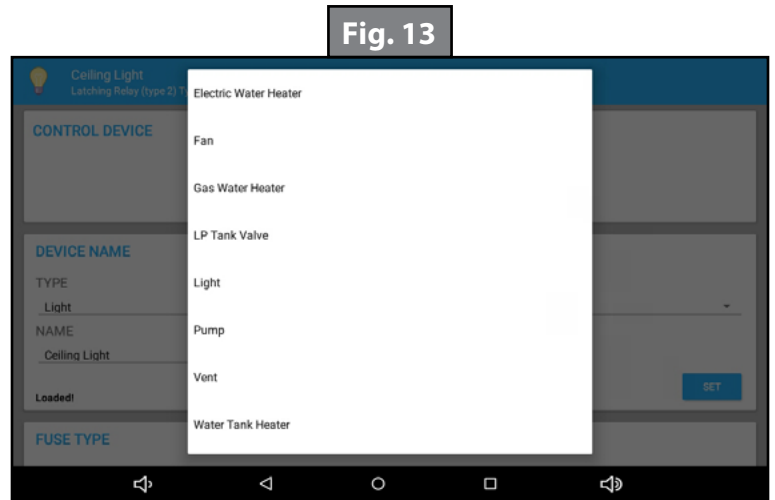 Fig. 13
Ceiling Light
Latching Relay (type 2) Ty
CONTROL DEVICE
DEVICE NAME
TYPE
Light
NAME
Ceiling Light
Loaded!
SET
FUSE TYPE
Electric Water Heater
Fan
Gas Water Heater
LP Tank Valve
Light
Pump
Vent
Water Tank Heater